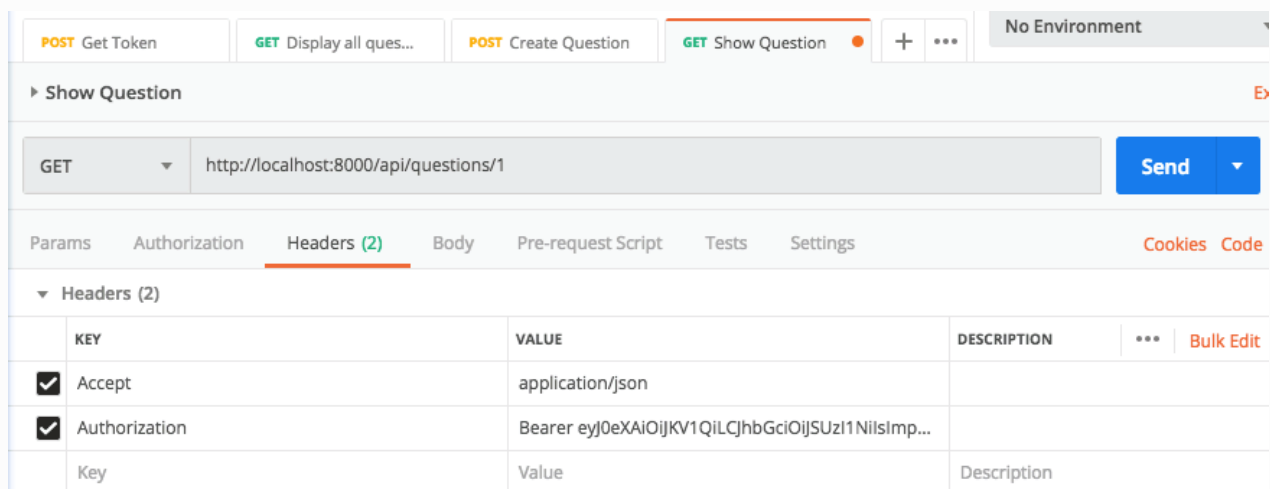 POST Get Token GET Display all ques... POST Create Question GET Show Question + ••• No Environment
Show Question Ex
GET http://localhost:8000/api/questions/1 Send
Params Authorization Headers (2) Body Pre-request Script Tests Settings Cookies Code
Headers (2)
KEY VALUE DESCRIPTION ••• Bulk Edit
Accept application/json
Authorization Bearer eyJ0eXAiOiJKV1QiLCJhbGciOiJSUzI1NiIsImp...
Key Value Description